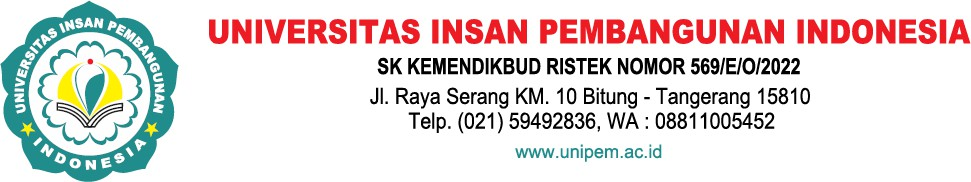 UNIVERSITAS INSAN PEMBANGUNAN
INDONESIA
UNIVERSITAS INSAN PEMBANGUNAN INDONESIA
SK KEMENDIKBUD RISTEK NOMOR 569/E/O/2022
Jl. Raya Serang KM. 10 Bitung - Tangerang 15810
Telp. (021) 59492836, WA : 08811005452
www.unipem.ac.id